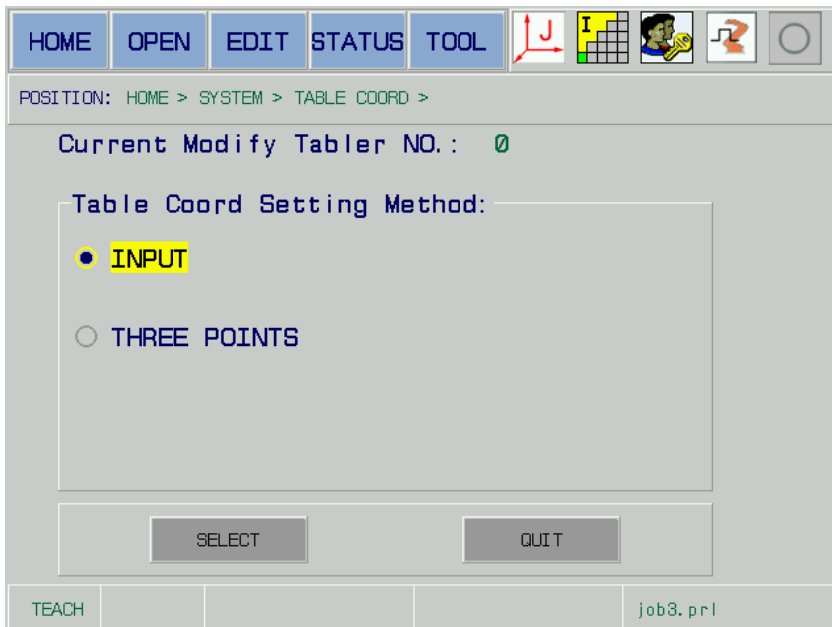 HOME OPEN EDIT STATUS TOOL J I
POSITION: HOME > SYSTEM > TABLE COORD >
Current Modify Tabler NO.: 0
Table Coord Setting Method:
INPUT
THREE POINTS
SELECT QUIT
TEACH job3.prl